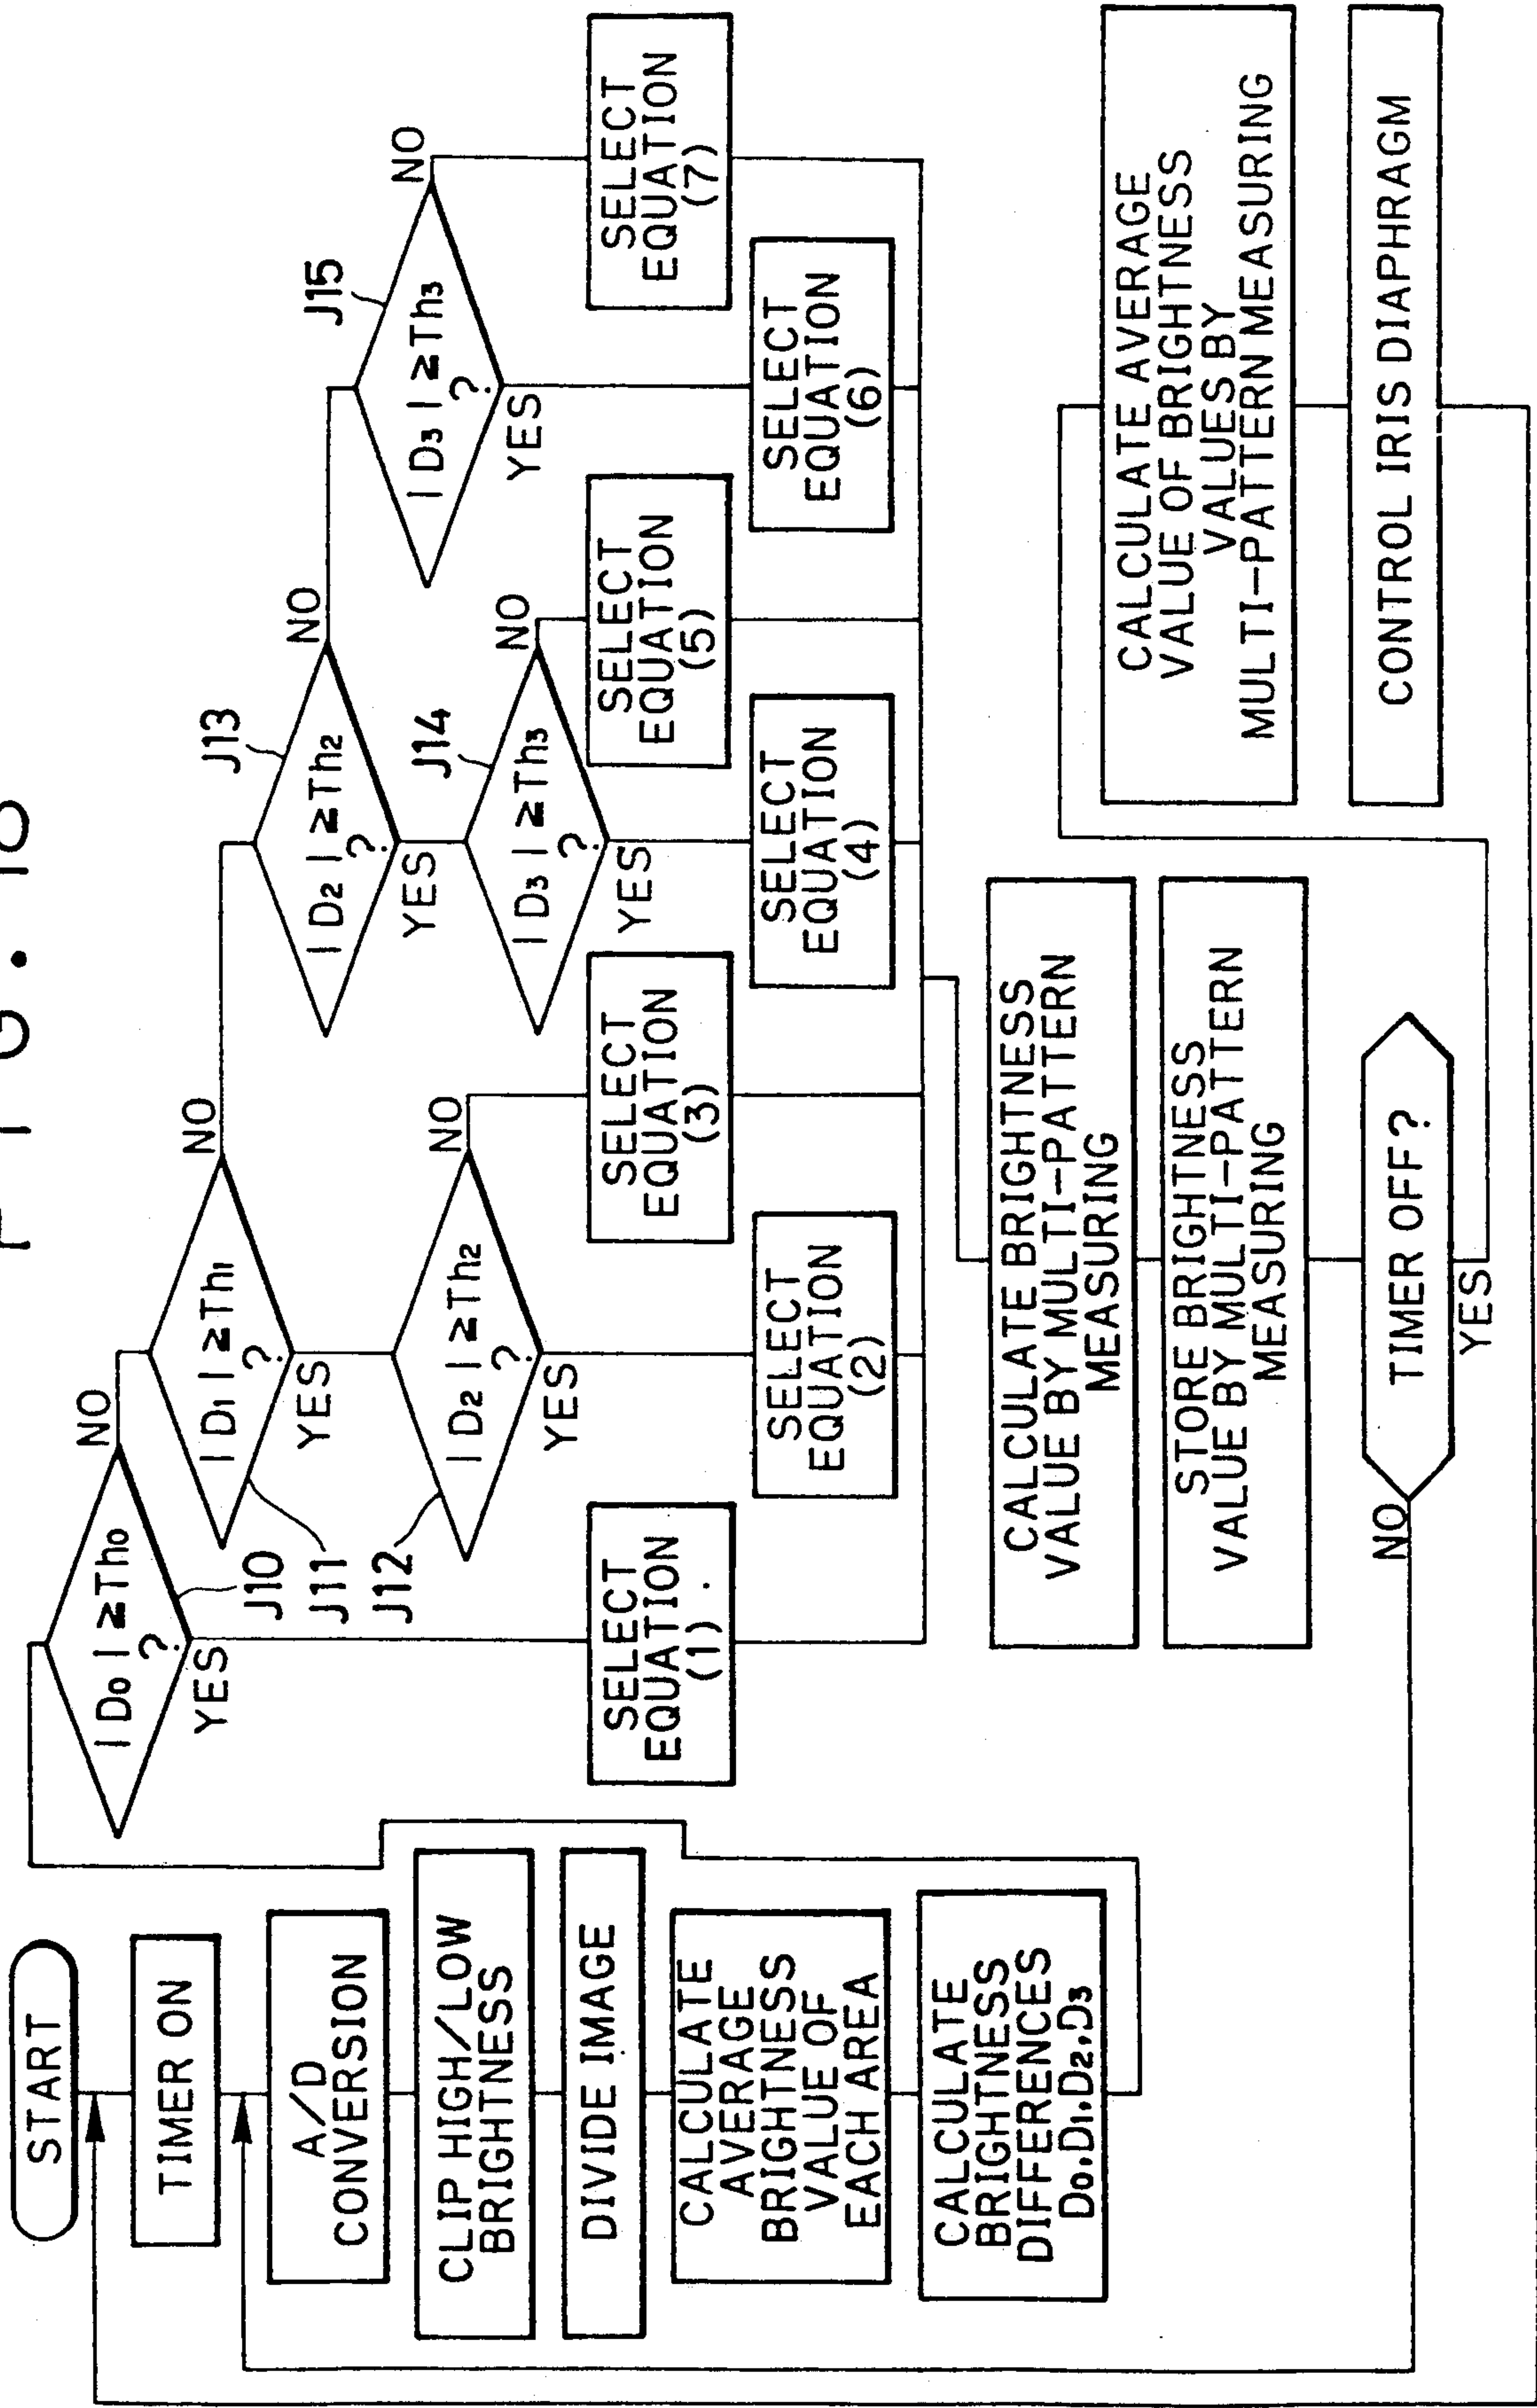 START
TIMER ON
A/D
CONVERSION
CLIP HIGH/LOW
BRIGHTNESS
DIVIDE IMAGE
CALCULATE
AVERAGE
BRIGHTNESS
VALUE OF
EACH AREA
CALCULATE
BRIGHTNESS
DIFFERENCES
D0,D1,D2,D3
|D0|≥Th0
?
J10
YES
NO
|D1|≥Th1
?
J11
YES
NO
|D2|≥Th2
?
J12
YES
NO
|D2|≥Th2
?
J13
YES
NO
|D3|≥Th3
?
J14
YES
NO
|D3|≥Th3
?
J15
YES
NO
SELECT
EQUATION
(1)
SELECT
EQUATION
(2)
SELECT
EQUATION
(3)
SELECT
EQUATION
(4)
SELECT
EQUATION
(5)
SELECT
EQUATION
(6)
SELECT
EQUATION
(7)
CALCULATE BRIGHTNESS
VALUE BY MULTI-PATTERN
MEASURING
STORE BRIGHTNESS
VALUE BY MULTI-PATTERN
MEASURING
TIMER OFF?
NO
YES
CALCULATE AVERAGE
VALUE OF BRIGHTNESS
VALUES BY
MULTI-PATTERN MEASURING
CONTROL IRIS DIAPHRAGM